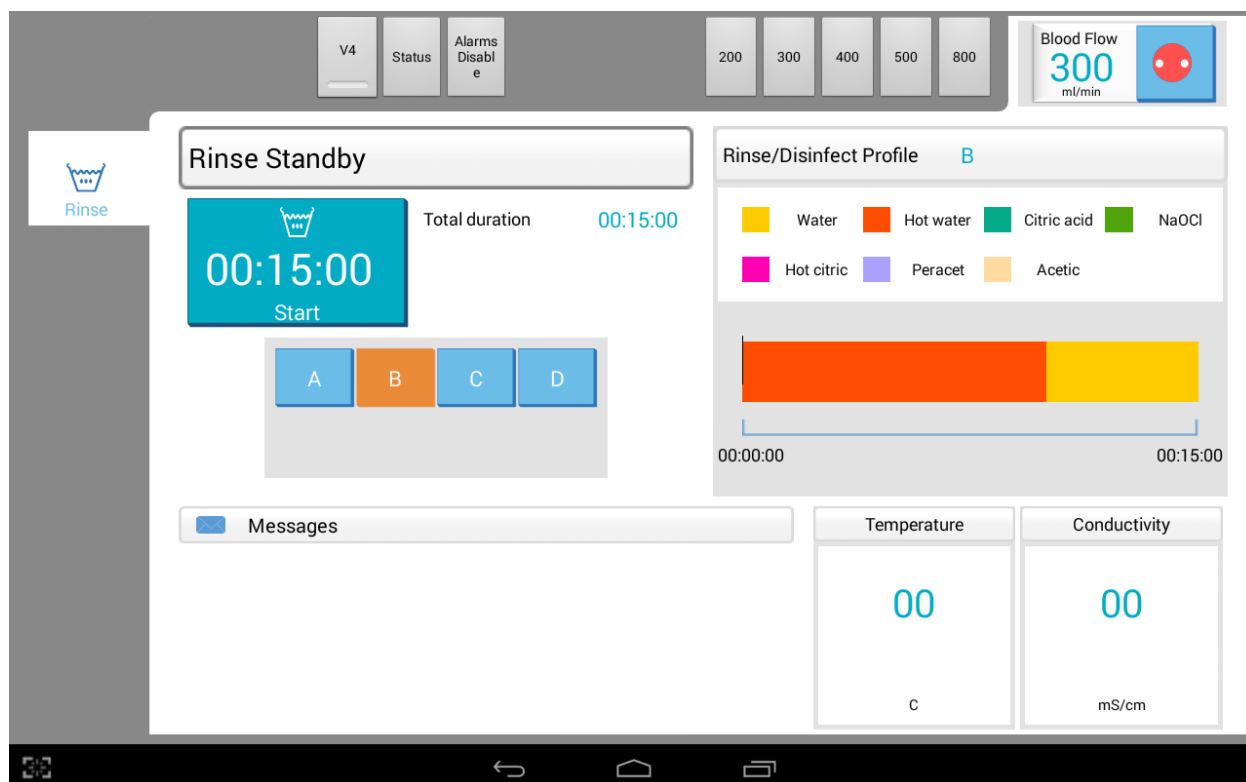 V4
Status
Alarms
Disabl
e
200
300
400
500
800
Blood Flow
300
ml/min
Rinse
Rinse Standby
00:15:00
Start
Total duration
00:15:00
A
B
C
D
Rinse/Disinfect Profile B
Water
Hot water
Citric acid
NaOCl
Hot citric
Peracet
Acetic
00:00:00
00:15:00
Messages
Temperature
00
C
Conductivity
00
mS/cm